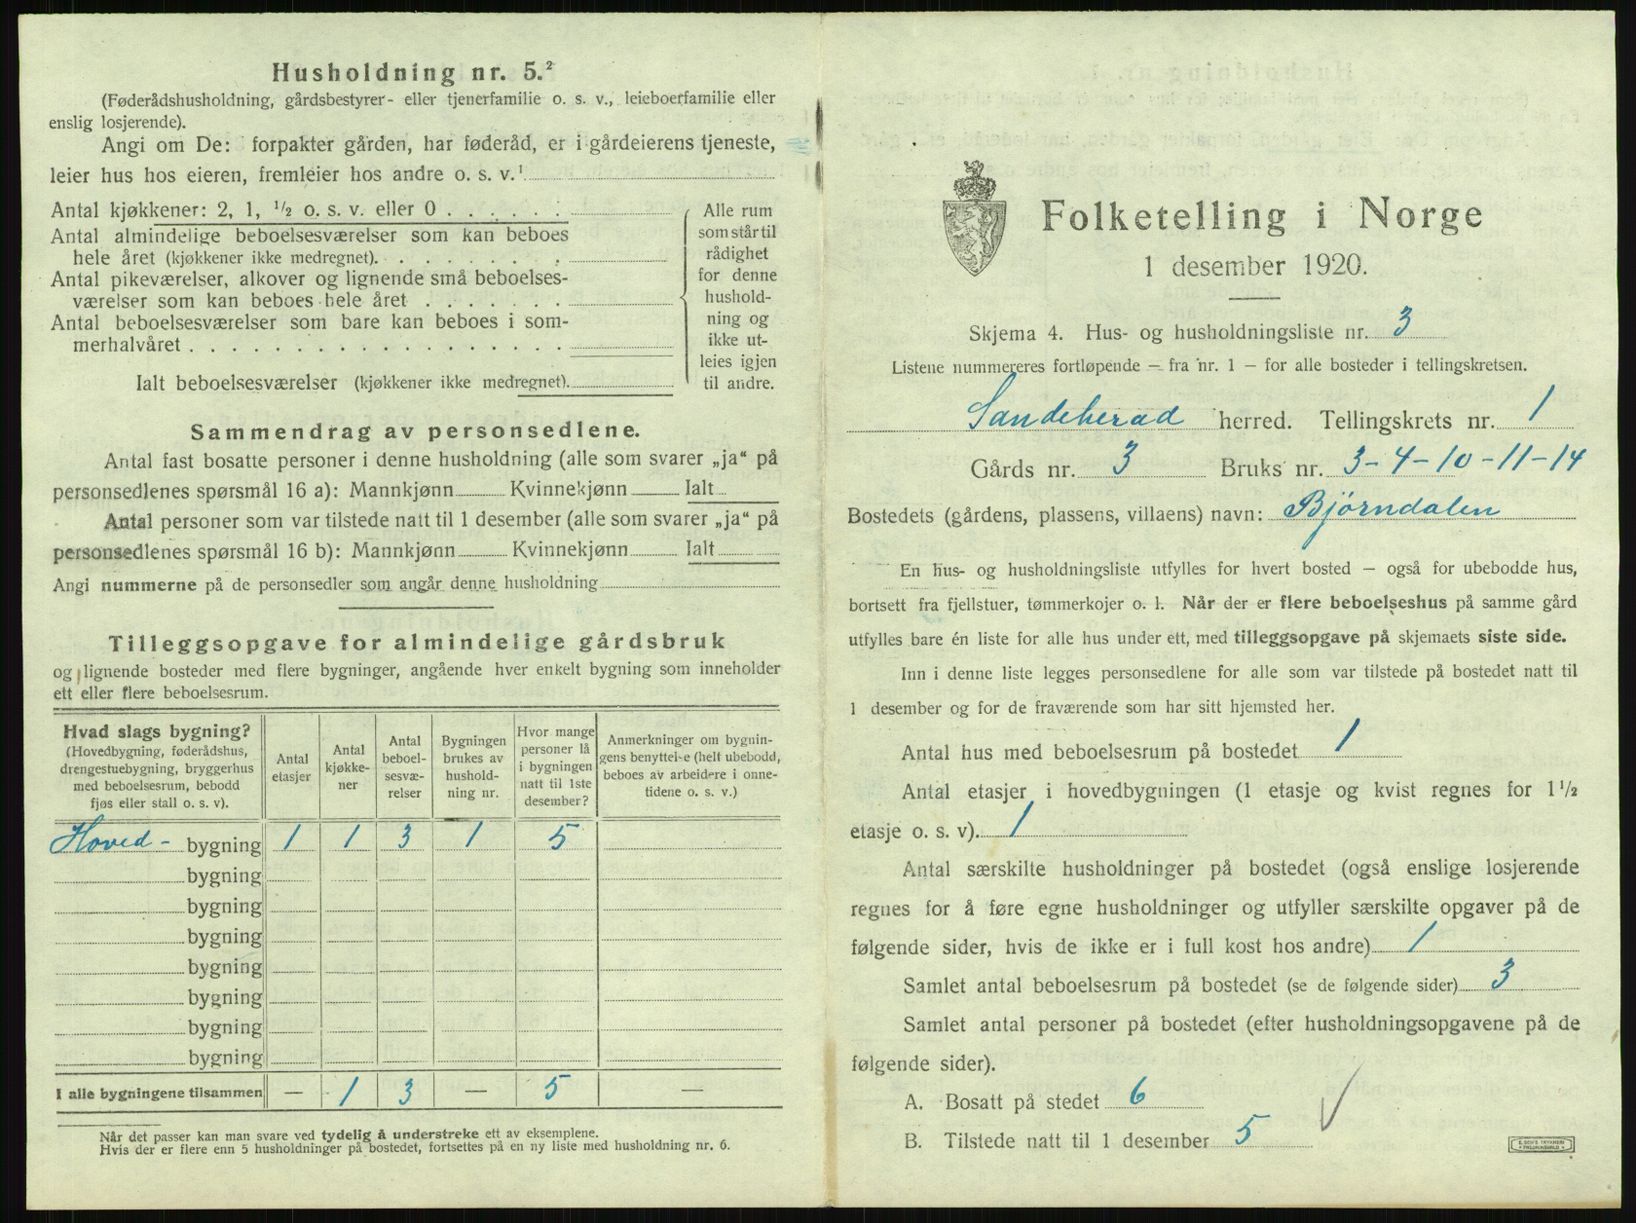 Husholdning nr. 5.²
(Føderådshusholdning, gårdsbestyrer- eller tjenerfamilie o. s. v., leieboerfamilie eller
enslig losjerende).
Angi om De: forpakter gården, har føderåd, er i gårdeierens tjeneste,
leier hus hos eieren, fremleier hos andre o. s. v.¹
Antal kjøkkener: 2, 1, ½ o. s. v. eller 0 . . . . . .
Antal almindelige beboelsesværelser som kan beboes
hele året (kjøkkener ikke medregnet). . . . . . . . .
Antal pikeværelser, alkover og lignende små beboelses-
værelser som kan beboes hele året . . . . . . .
Antal beboelsesværelser som bare kan beboes i som-
merhalvåret . . . . . . . . . . . . . . . . . .
Ialt beboelsesværelser (kjøkkener ikke medregnet).
Alle rum
som står til
rådighet
for denne
hushold-
ning og
ikke ut-
leies igjen
til andre.
Sammendrag av personsedlene.
Antal fast bosatte personer i denne husholdning (alle som svarer „ja“ på
personsedlenes spørsmål 16 a): Mannkjønn Kvinnekjønn Ialt
Antal personer som var tilstede natt til 1 desember (alle som svarer „ja“ på
personsedlenes spørsmål 16 b): Mannkjønn Kvinnekjønn Ialt
Angi nummerne på de personsedler som angår denne husholdning
Tilleggsopgave for almindelige gårdsbruk
og lignende bosteder med flere bygninger, angående hver enkelt bygning som inneholder
ett eller flere beboelsesrum.
Hvad slags bygning?
(Hovedbygning, føderådshus,
drengestuebygning, bryggerhus
med beboelsesrum, bebodd
fjøs eller stall o. s. v).
Antal
etasjer
Antal
kjøkke-
ner
Antal
beboel-
sesvæ-
relser
Bygningen
brukes av
hushold-
ning nr.
Hvor mange
personer lå
i bygningen
natt til 1ste
desember?
Anmerkninger om bygnin-
gens benyttelse (helt ubebodd,
beboes av arbeidere i onne-
tidene o. s. v.)
Hoved- bygning 1 1 3 1 5
bygning
bygning
bygning
bygning
bygning
bygning
bygning
I alle bygningene tilsammen — 1 3 — 5 —
Når det passer kan man svare ved tydelig å understreke ett av eksemplene.
Hvis der er flere enn 5 husholdninger på bostedet, fortsettes på en ny liste med husholdning nr. 6.
Folketelling i Norge
1 desember 1920.
Skjema 4. Hus- og husholdningsliste nr. 3
Listene nummereres fortløpende — fra nr. 1 — for alle bosteder i tellingskretsen.
Sandeherad herred. Tellingskrets nr. 1
Gårds nr. 3 Bruks nr. 3-4-10-11-14
Bostedets (gårdens, plassens, villaens) navn: Bjørndalen
En hus- og husholdningsliste utfylles for hvert bosted — også for ubebodde hus,
bortsett fra fjellstuer, tømmerkojer o. l. Når der er flere beboelseshus på samme gård
utfylles bare én liste for alle hus under ett, med tilleggsopgave på skjemaets siste side.
Inn i denne liste legges personsedlene for alle som var tilstede på bostedet natt til
1 desember og for de fraværende som har sitt hjemsted her.
Antal hus med beboelsesrum på bostedet 1
Antal etasjer i hovedbygningen (1 etasje og kvist regnes for 1½
etasje o. s. v). 1
Antal særskilte husholdninger på bostedet (også enslige losjerende
regnes for å føre egne husholdninger og utfyller særskilte opgaver på de
følgende sider, hvis de ikke er i full kost hos andre) 1
Samlet antal beboelsesrum på bostedet (se de følgende sider) 3
Samlet antal personer på bostedet (efter husholdningsopgavene på de
følgende sider).
A. Bosatt på stedet 6
B. Tilstede natt til 1 desember 5